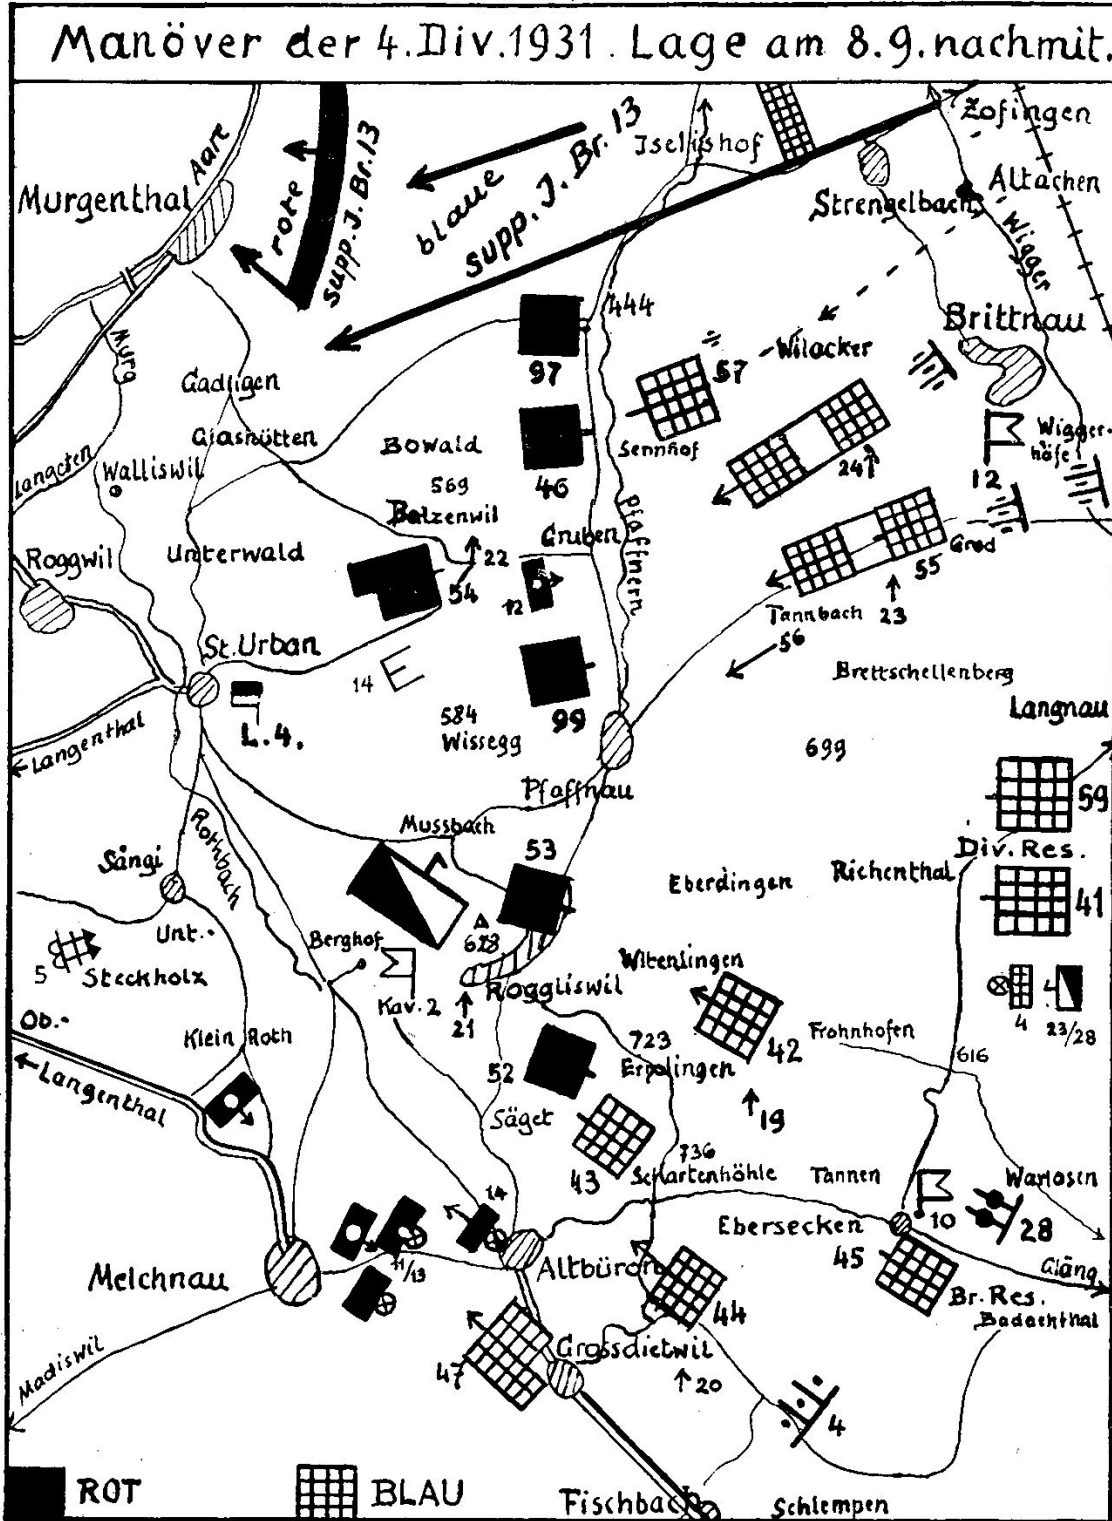 Manöver der 4.Div.1931. Lage am 8.9.nachmit.
Zofingen
Aare
rote
supp. J. Br. 13
blaue
supp. J. Br. 13
Iselishof
Altachen
Murgenthal
Strengelbach
Wigger
444
Brittnau
Murg
97
57
Wilacker
Gadligen
Glashütten
Bowald
Sennhof
Wigger-
höfe
Langeten
Walliswil
46
24
12
569
Balzenwil
Pfaffnern
Roggwil
Unterwald
22
Gruben
Grod
54
12
55
Tannbach
23
St. Urban
56
14
Brettschellenberg
L.4.
99
584
Wissegg
Langnau
Langenthal
699
Pfaffnau
59
Rothbach
Mussbach
53
Div. Res.
Sängi
Eberdingen
Richenthal
41
Unt.-
Berghof
628
5
Steckholz
Witenlingen
Kav. 2
Roggliswil
4
23/28
Ob.-
21
Klein Roth
723
42
Frohnhofen
616
Langenthal
52
Erpolingen
19
Säget
736
43
Schartenhöhle
Tannen
Warlosen
14
10
28
Ebersecken
11/13
45
Melchnau
Altbüron
Gläng
Br. Res.
44
Badachthal
47
Grossdietwil
Madiswil
20
4
ROT
BLAU
Fischbach
Schlempen